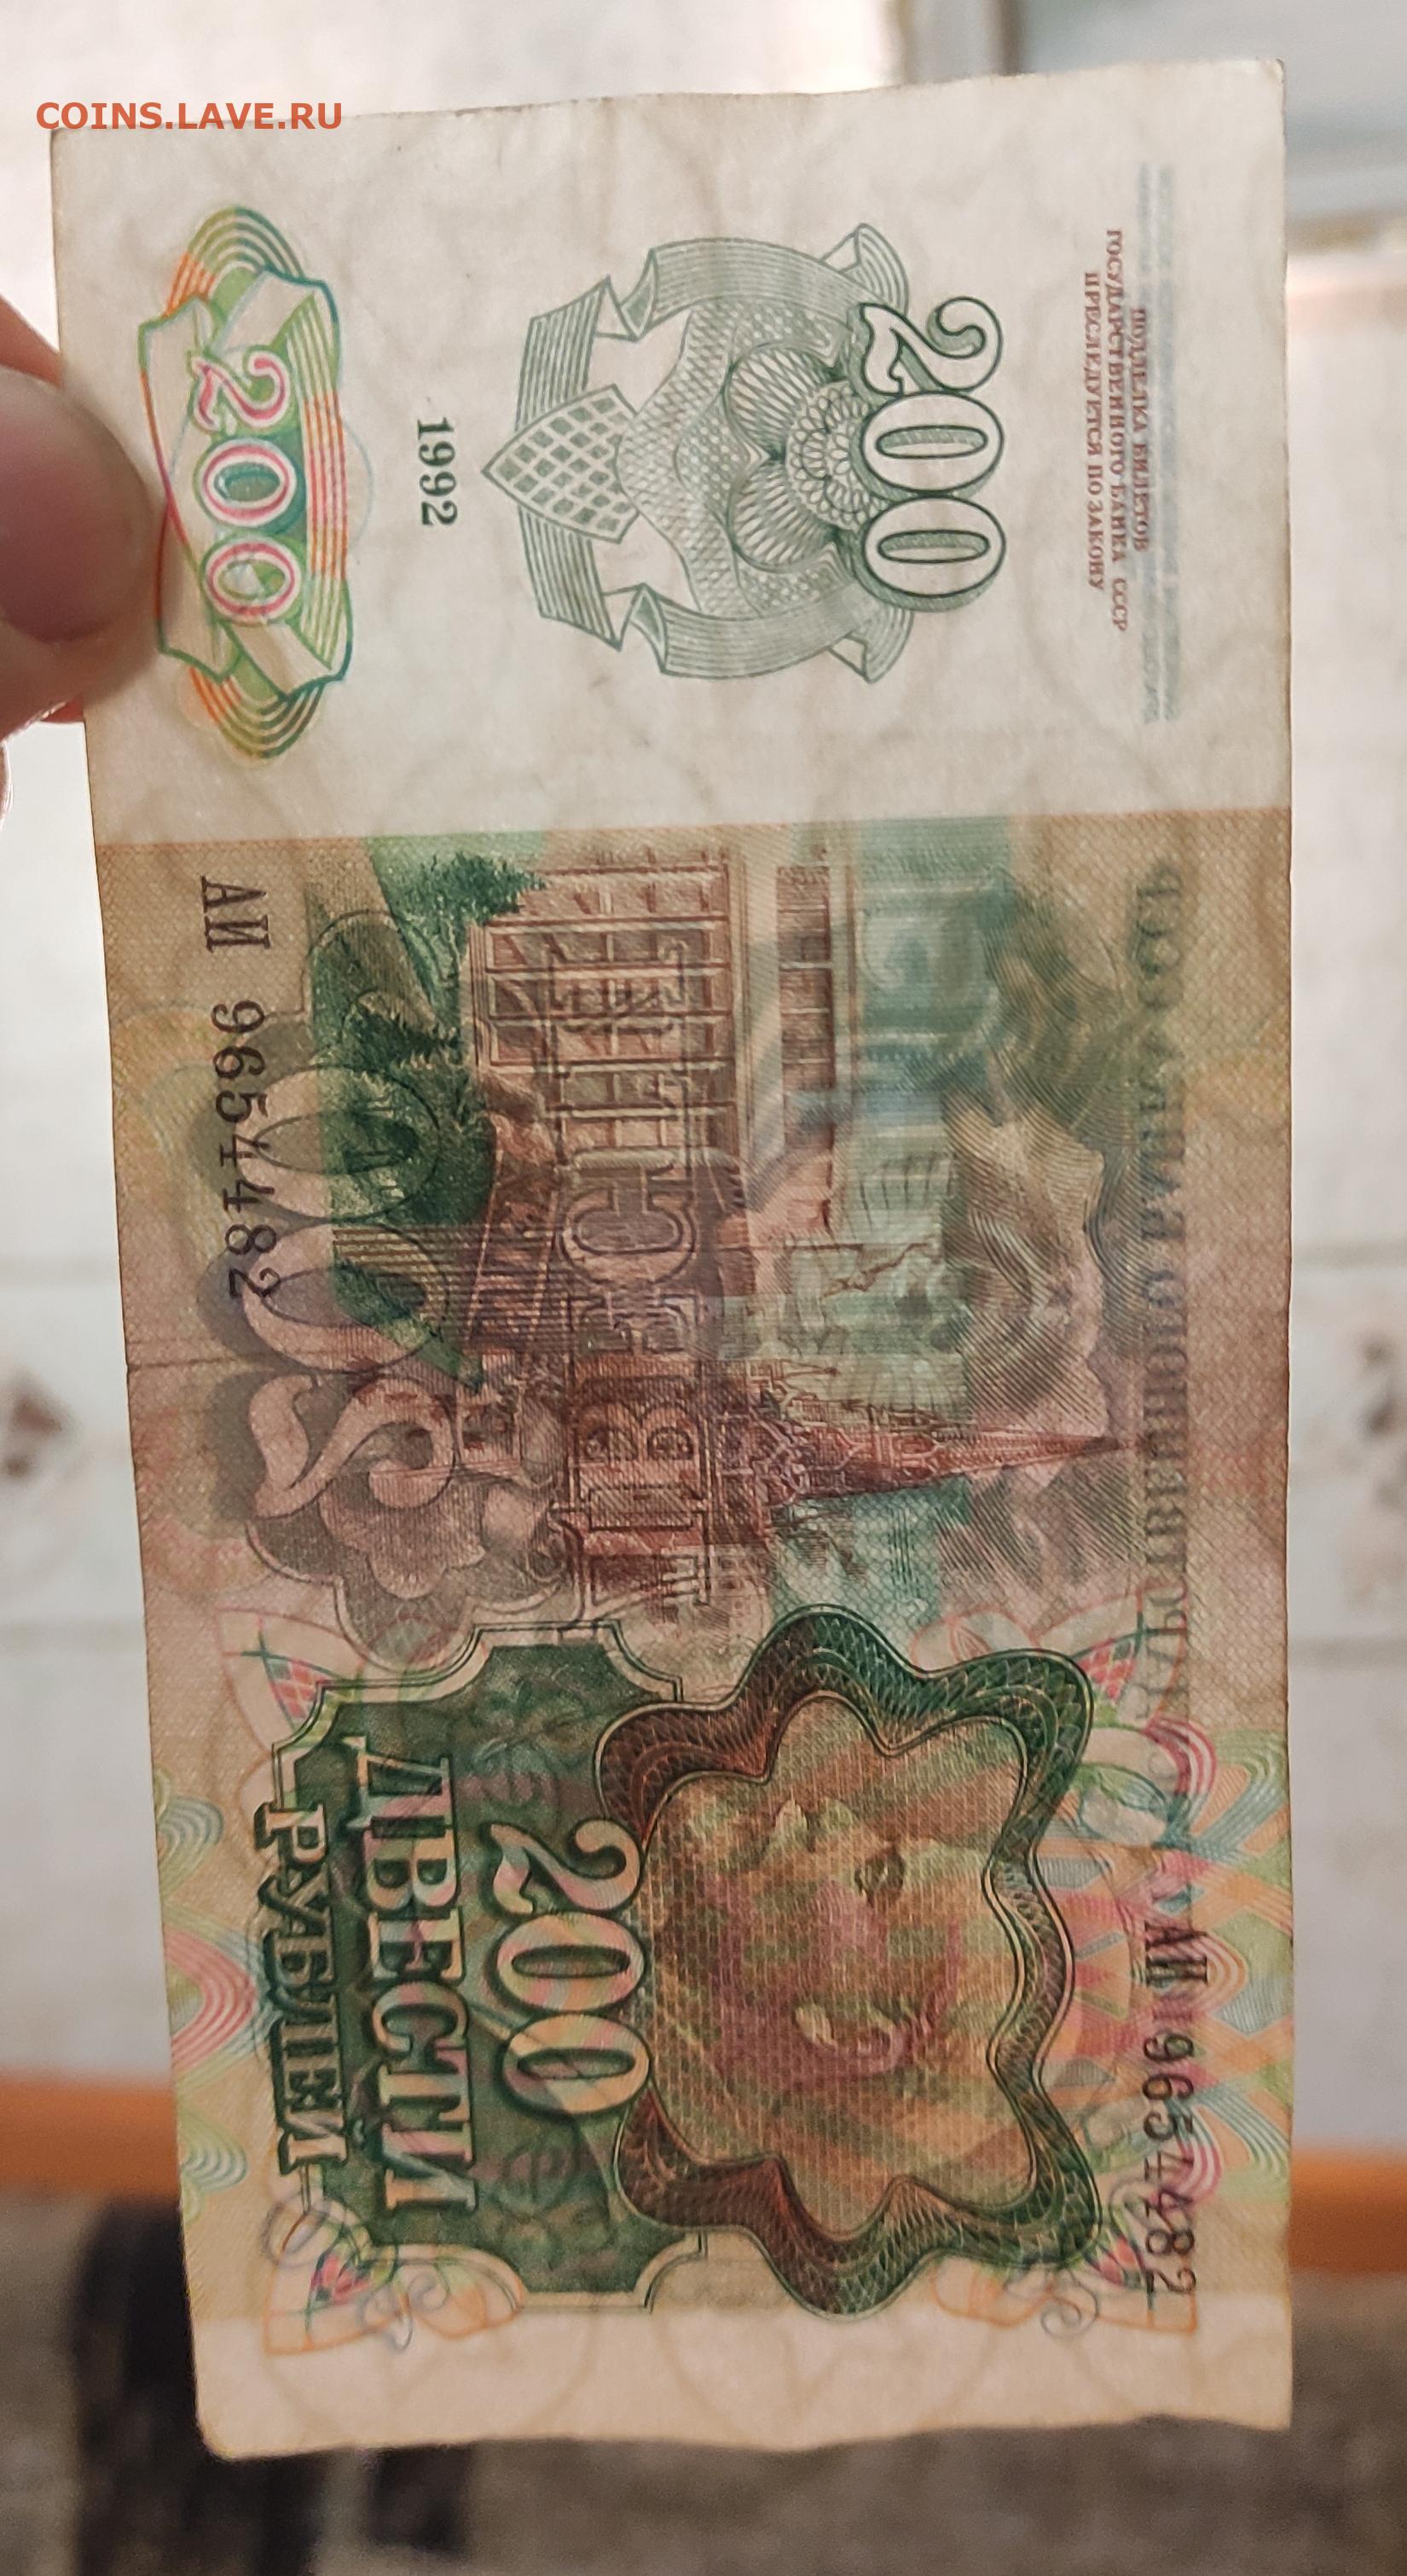 COINS.LAVE.RU
ПОДДЕЛКА БИЛЕТОВ
ГОСУДАРСТВЕННОГО БАНКА СССР
ПРЕСЛЕДУЕТСЯ ПО ЗАКОНУ
200
1992
200
АИ 9654482
АИ 9654482
200
ДВЕСТИ
РУБЛЕЙ